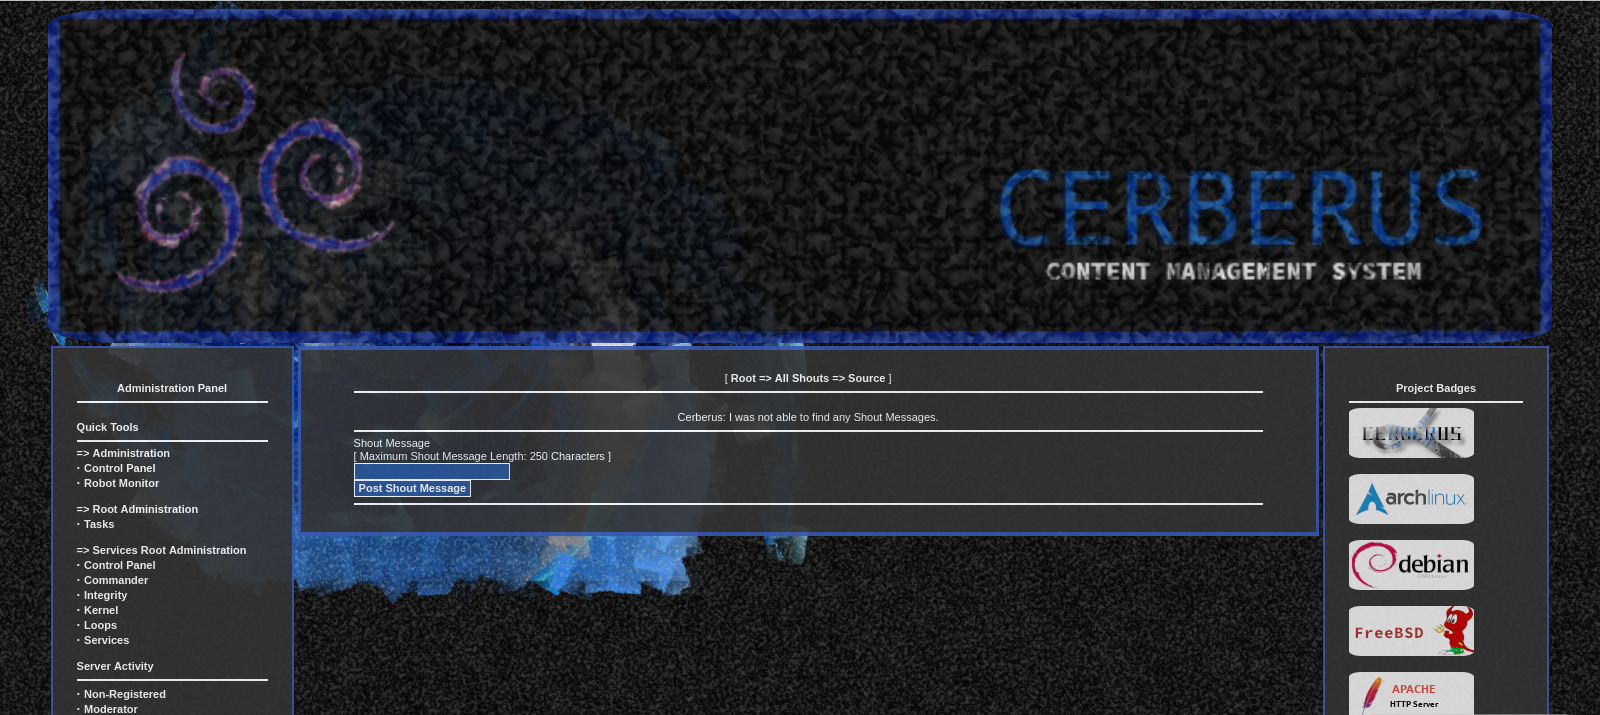 CERBERUS
CONTENT MANAGEMENT SYSTEM
Administration Panel
Quick Tools
=> Administration
· Control Panel
· Robot Monitor
=> Root Administration
· Tasks
=> Services Root Administration
· Control Panel
· Commander
· Integrity
· Kernel
· Loops
· Services
Server Activity
· Non-Registered
· Moderator
[ Root => All Shouts => Source ]
Cerberus: I was not able to find any Shout Messages.
Shout Message
[ Maximum Shout Message Length: 250 Characters ]
Post Shout Message
Project Badges
CERBERUS
archlinux
debian
FreeBSD
APACHE
HTTP Server